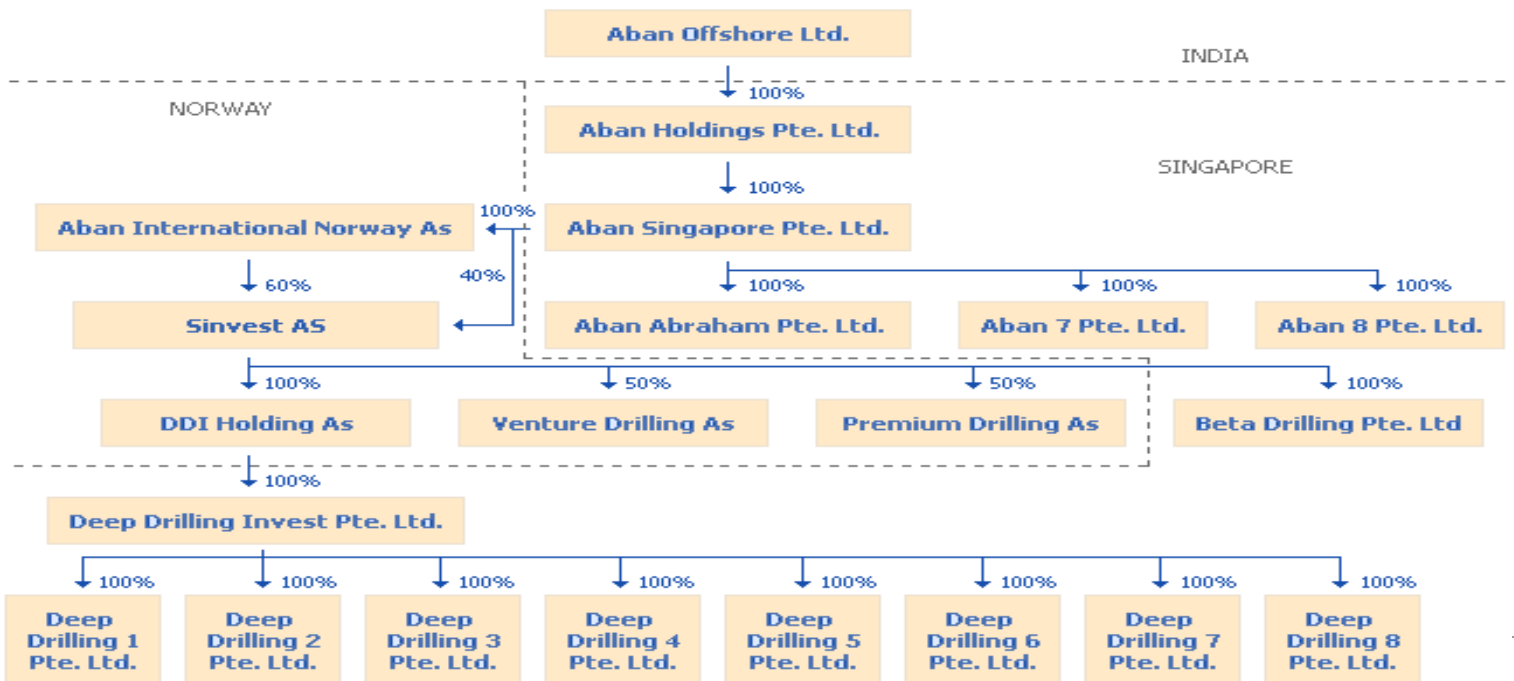 Aban Offshore Ltd.
INDIA
100%
NORWAY
Aban Holdings Pte. Ltd.
SINGAPORE
100%
Aban International Norway As
100%
Aban Singapore Pte. Ltd.
60%
40%
100%
100%
100%
Sinvest AS
Aban Abraham Pte. Ltd.
Aban 7 Pte. Ltd.
Aban 8 Pte. Ltd.
100%
50%
50%
100%
DDI Holding As
Venture Drilling As
Premium Drilling As
Beta Drilling Pte. Ltd
100%
Deep Drilling Invest Pte. Ltd.
100%
100%
100%
100%
100%
100%
100%
100%
Deep
Drilling 1
Pte. Ltd.
Deep
Drilling 2
Pte. Ltd.
Deep
Drilling 3
Pte. Ltd.
Deep
Drilling 4
Pte. Ltd.
Deep
Drilling 5
Pte. Ltd.
Deep
Drilling 6
Pte. Ltd.
Deep
Drilling 7
Pte. Ltd.
Deep
Drilling 8
Pte. Ltd.